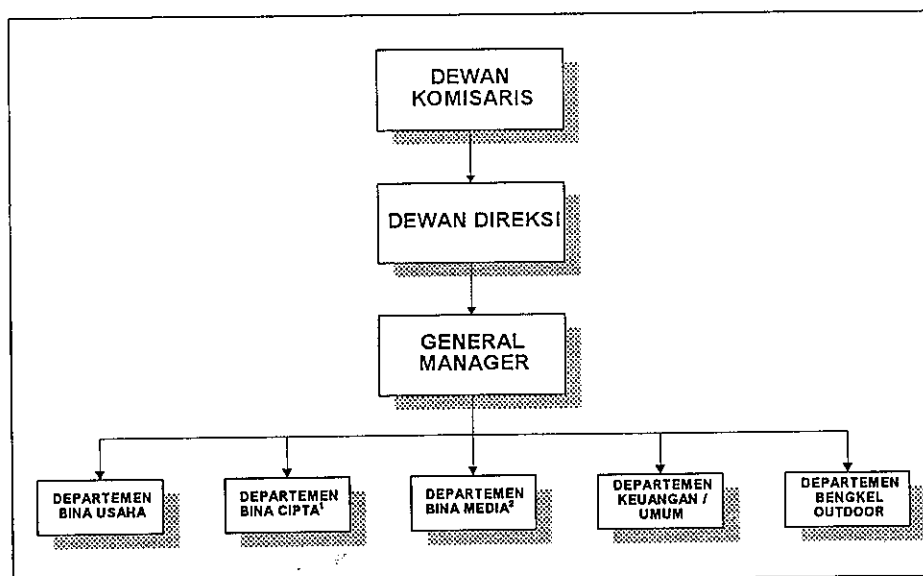 DEWAN
KOMISARIS
DEWAN DIREKSI
GENERAL
MANAGER
DEPARTEMEN
BINA USAHA
DEPARTEMEN
BINA CIPTA¹
DEPARTEMEN
BINA MEDIA²
DEPARTEMEN
KEUANGAN /
UMUM
DEPARTEMEN
BENGKEL
OUTDOOR